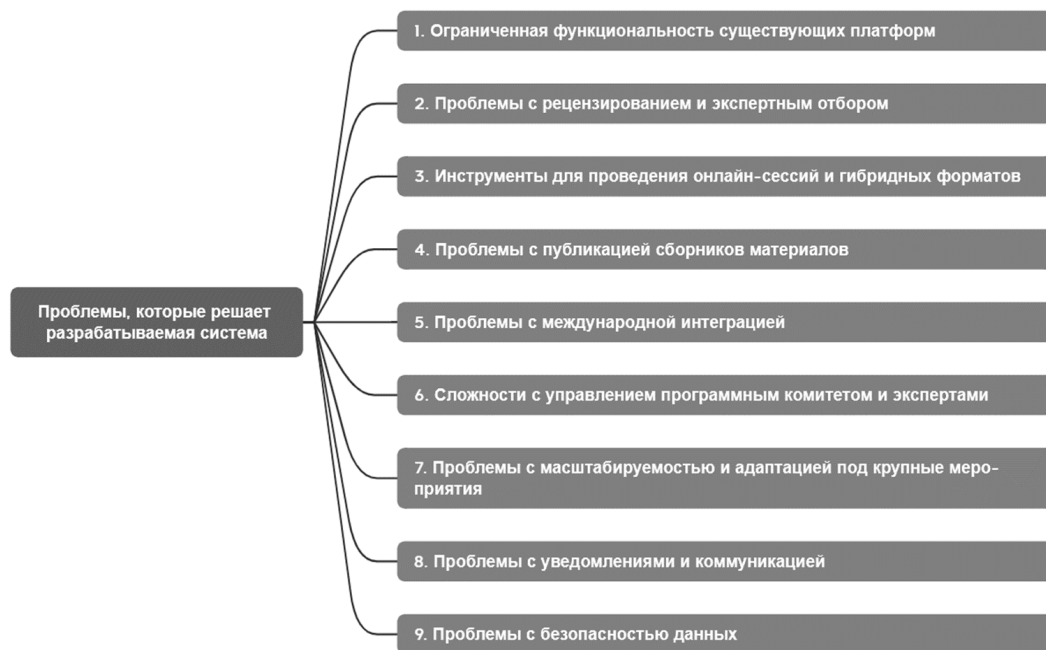 1. Ограниченная функциональность существующих платформ
2. Проблемы с рецензированием и экспертным отбором
3. Инструменты для проведения онлайн-сессий и гибридных форматов
4. Проблемы с публикацией сборников материалов
Проблемы, которые решает
разрабатываемая система
5. Проблемы с международной интеграцией
6. Сложности с управлением программным комитетом и экспертами
7. Проблемы с масштабируемостью и адаптацией под крупные меро-
приятия
8. Проблемы с уведомлениями и коммуникацией
9. Проблемы с безопасностью данных